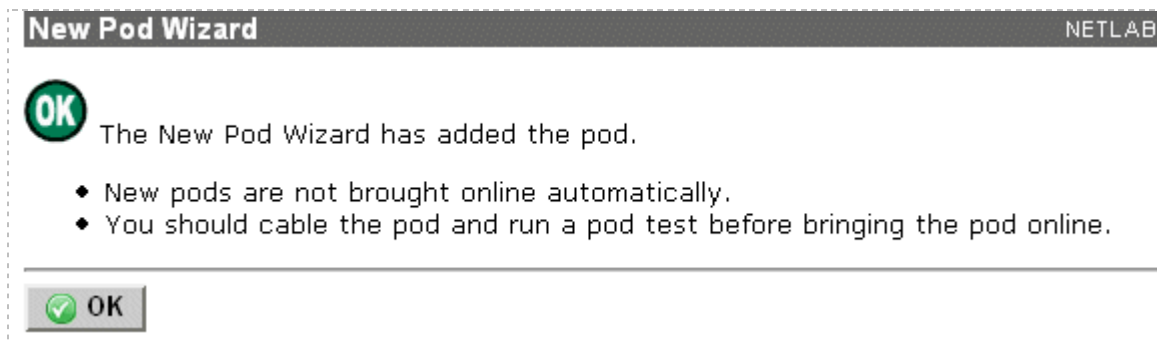 New Pod Wizard NETLAB
OK
The New Pod Wizard has added the pod.
• New pods are not brought online automatically.
• You should cable the pod and run a pod test before bringing the pod online.
OK